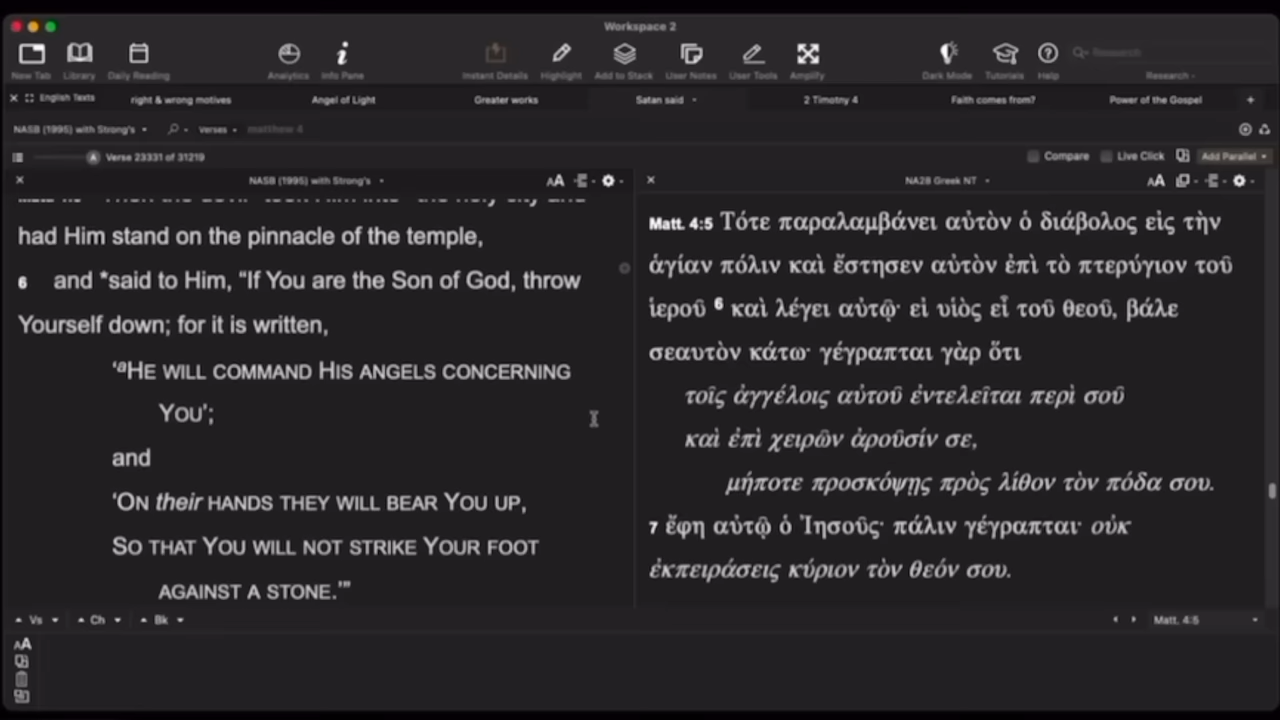 Workspace 2
New Tab Library Daily Reading Analytics Info Pane Instant Details Highlight Add to Stack User Notes User Tools Amplify Dark Mode Tutorials Help Research
Research
English Texts right & wrong motives Angel of Light Greater works Satan said 2 Timotny 4 Faith comes from? Power of the Gospel
NASB (1995) with Strong's Verses matthew 4
Verse 23331 of 31219 Compare Live Click Add Parallel
NASB (1995) with Strong's
had Him stand on the pinnacle of the temple,
6 and *said to Him, “If You are the Son of God, throw
Yourself down; for it is written,
‘aHE WILL COMMAND HIS ANGELS CONCERNING
YOU’;
and
‘ON their HANDS THEY WILL BEAR YOU UP,
SO THAT YOU WILL NOT STRIKE YOUR FOOT
AGAINST A STONE.’”
NA28 Greek NT
Matt. 4:5 Τότε παραλαμβάνει αὐτὸν ὁ διάβολος εἰς τὴν
ἁγίαν πόλιν καὶ ἔστησεν αὐτὸν ἐπὶ τὸ πτερύγιον τοῦ
ἱεροῦ 6 καὶ λέγει αὐτῷ· εἰ υἱὸς εἶ τοῦ θεοῦ, βάλε
σεαυτὸν κάτω· γέγραπται γὰρ ὅτι
τοῖς ἀγγέλοις αὐτοῦ ἐντελεῖται περὶ σοῦ
καὶ ἐπὶ χειρῶν ἀροῦσίν σε,
μήποτε προσκόψῃς πρὸς λίθον τὸν πόδα σου.
7 ἔφη αὐτῷ ὁ Ἰησοῦς· πάλιν γέγραπται· οὐκ
ἐκπειράσεις κύριον τὸν θεόν σου.
Vs Ch Bk Matt. 4:5